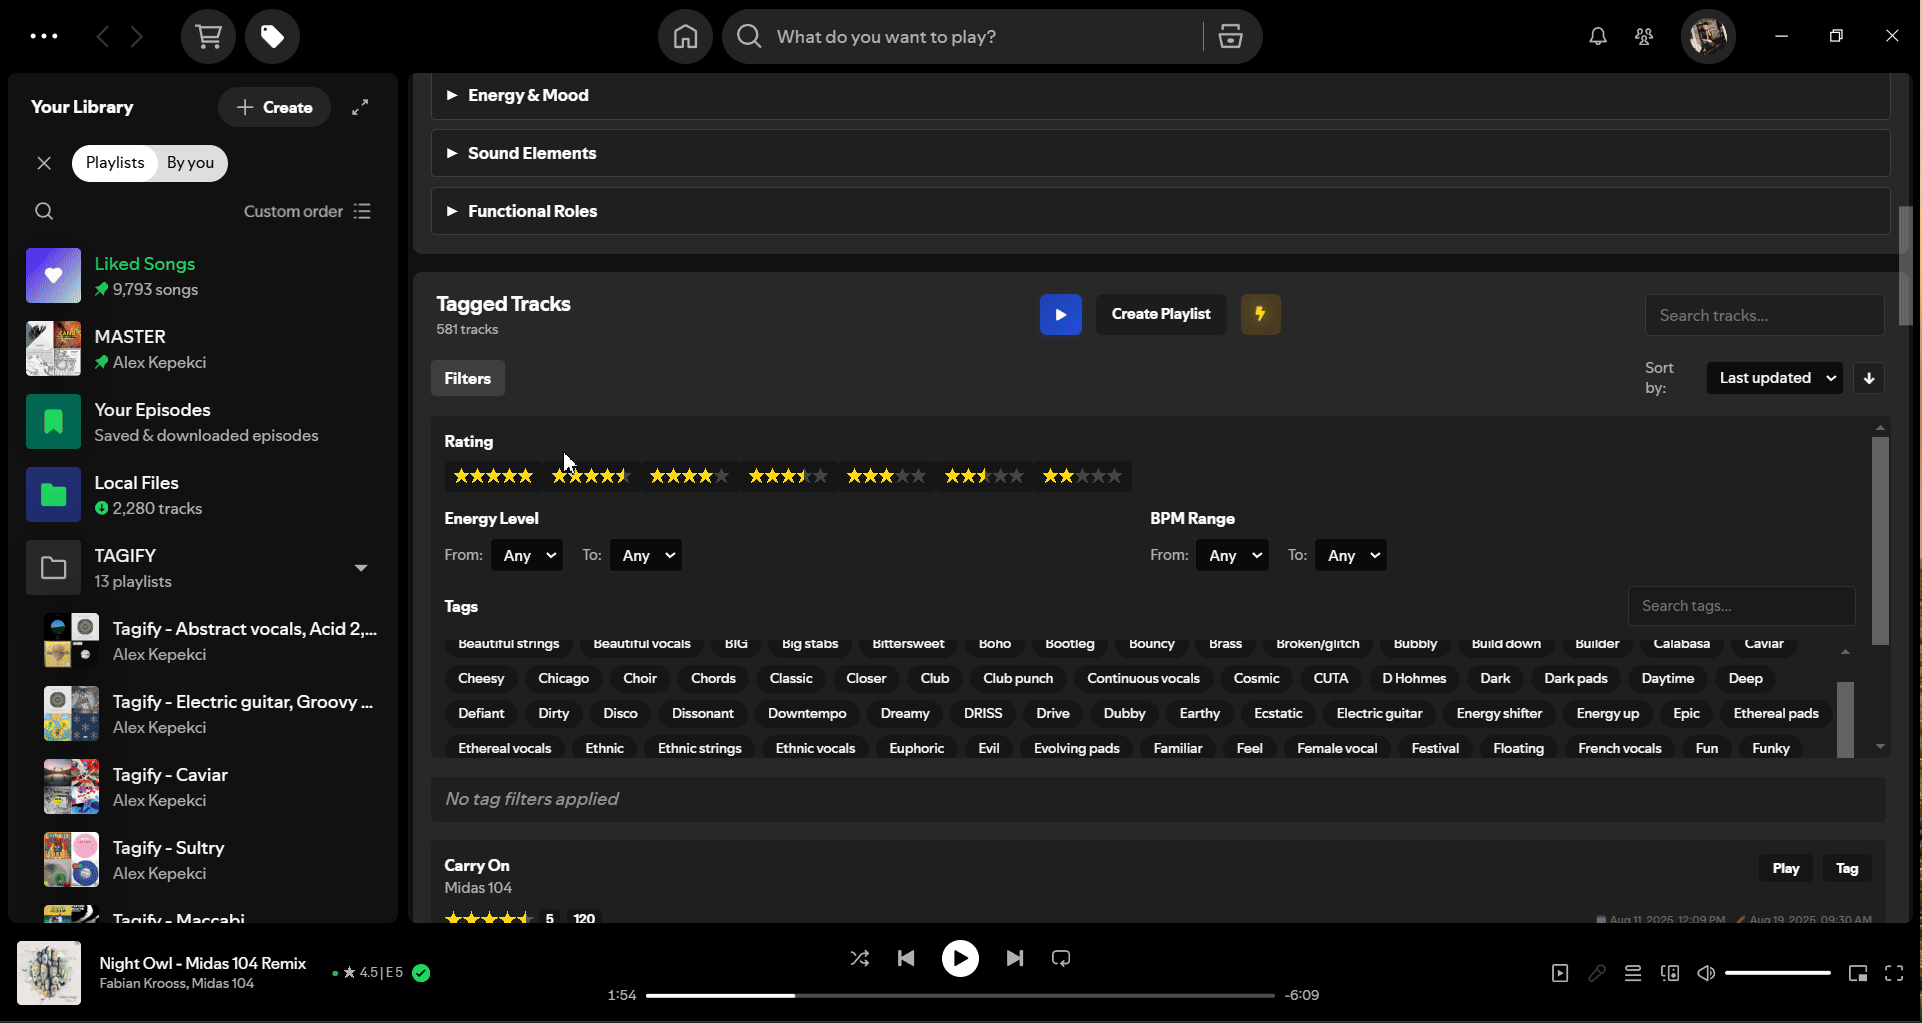 What do you want to play?
Your Library
Create
Playlists
By you
Custom order
Liked Songs
9,793 songs
MASTER
Alex Kepekci
Your Episodes
Saved & downloaded episodes
Local Files
2,280 tracks
TAGIFY
13 playlists
Tagify - Abstract vocals, Acid 2,...
Alex Kepekci
Tagify - Electric guitar, Groovy ...
Alex Kepekci
Tagify - Caviar
Alex Kepekci
Tagify - Sultry
Alex Kepekci
Tagify - Maccabi
Energy & Mood
Sound Elements
Functional Roles
Tagged Tracks
581 tracks
Create Playlist
Search tracks...
Filters
Sort by:
Last updated
Rating
Energy Level
From: Any To: Any
BPM Range
From: Any To: Any
Tags
Search tags...
Beautiful strings Beautiful vocals BIG Big stabs Bittersweet Boho Bootleg Bouncy Brass Broken/glitch Bubbly Build down Builder Calabasa Caviar
Cheesy Chicago Choir Chords Classic Closer Club Club punch Continuous vocals Cosmic CUTA D Hohmes Dark Dark pads Daytime Deep
Defiant Dirty Disco Dissonant Downtempo Dreamy DRISS Drive Dubby Earthy Ecstatic Electric guitar Energy shifter Energy up Epic Ethereal pads
Ethereal vocals Ethnic Ethnic strings Ethnic vocals Euphoric Evil Evolving pads Familiar Feel Female vocal Festival Floating French vocals Fun Funky
No tag filters applied
Carry On
Midas 104
Play
Tag
5 120
Aug 11, 2025, 12:09 PM Aug 19, 2025, 09:30 AM
Night Owl - Midas 104 Remix
Fabian Krooss, Midas 104
4.5 | E 5
1:54
-6:09